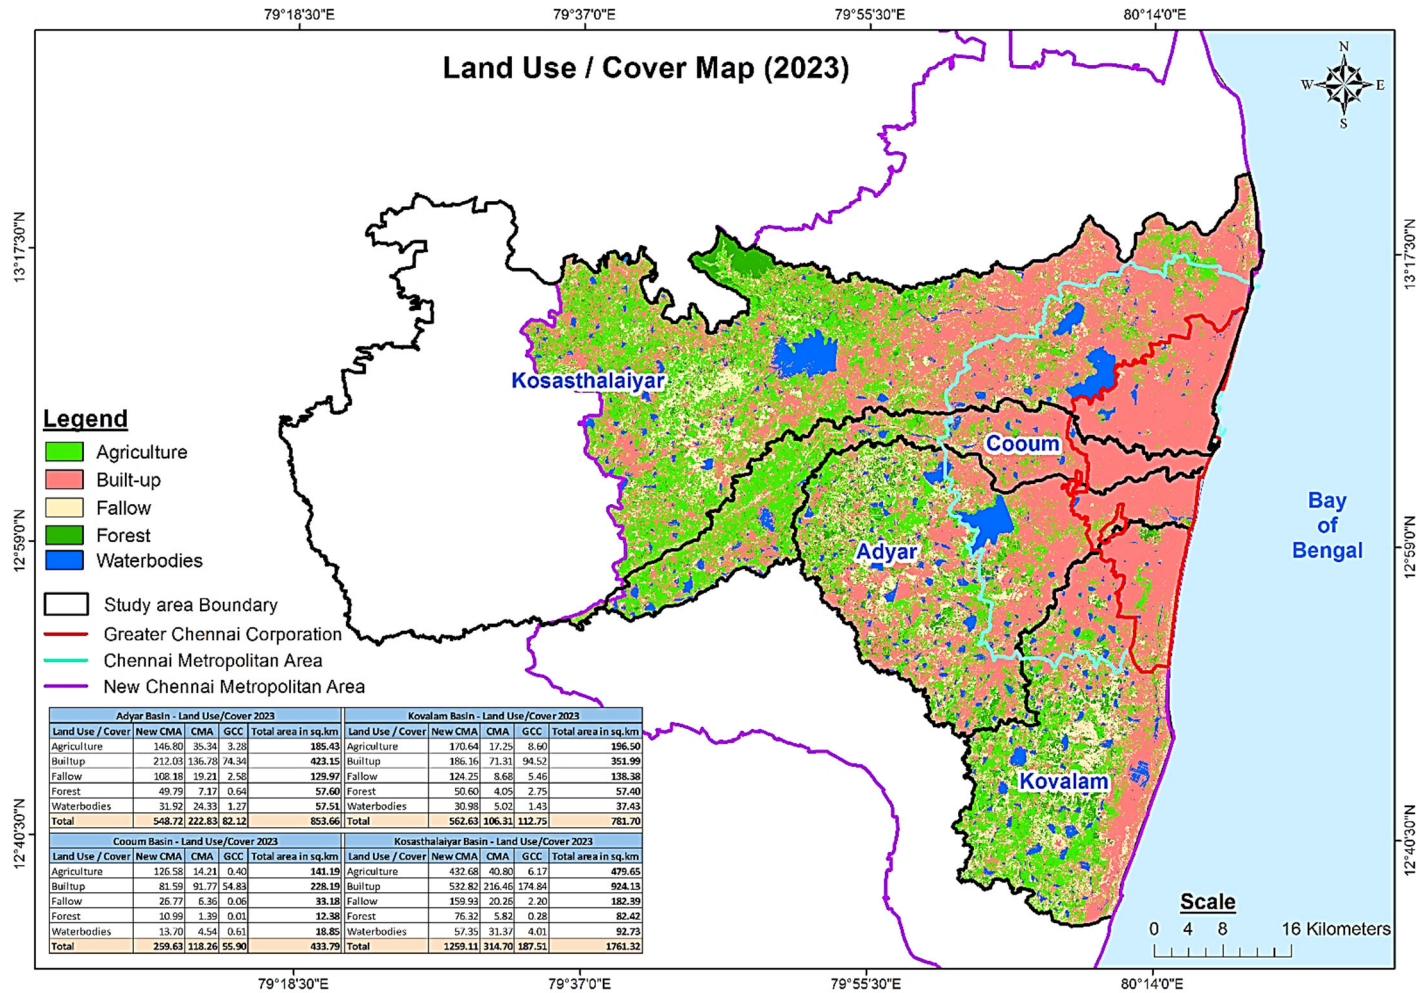 79°18'30"E 79°37'0"E 79°55'30"E 80°14'0"E
Land Use / Cover Map (2023)
N
W E
S
13°17'30"N 13°17'30"N
Kosasthalaiyar
Cooum
Adyar
Kovalam
Bay
of
Bengal
12°59'0"N 12°59'0"N
Legend
Agriculture
Built-up
Fallow
Forest
Waterbodies
Study area Boundary
Greater Chennai Corporation
Chennai Metropolitan Area
New Chennai Metropolitan Area
Adyar Basin - Land Use/Cover 2023
Land Use / Cover New CMA CMA GCC Total area in sq.km
Agriculture 146.80 35.34 3.28 185.43
Builtup 212.03 136.78 74.34 423.15
Fallow 108.18 19.21 2.58 129.97
Forest 49.79 7.17 0.64 57.60
Waterbodies 31.92 24.33 1.27 57.51
Total 548.72 222.83 82.12 853.66
Kovalam Basin - Land Use/Cover 2023
Land Use / Cover New CMA CMA GCC Total area in sq.km
Agriculture 170.64 17.25 8.60 196.50
Builtup 186.16 71.31 94.52 351.99
Fallow 124.25 8.68 5.46 138.38
Forest 50.60 4.05 2.75 57.40
Waterbodies 30.98 5.02 1.43 37.43
Total 562.63 106.31 112.75 781.70
Cooum Basin - Land Use/Cover 2023
Land Use / Cover New CMA CMA GCC Total area in sq.km
Agriculture 126.58 14.21 0.40 141.19
Builtup 81.59 91.77 54.83 228.19
Fallow 26.77 6.36 0.06 33.18
Forest 10.99 1.39 0.01 12.38
Waterbodies 13.70 4.54 0.61 18.85
Total 259.63 118.26 55.90 433.79
Kosasthalaiyar Basin - Land Use/Cover 2023
Land Use / Cover New CMA CMA GCC Total area in sq.km
Agriculture 432.68 40.80 6.17 479.65
Builtup 532.82 216.46 174.84 924.13
Fallow 159.93 20.26 2.20 182.39
Forest 76.32 5.82 0.28 82.42
Waterbodies 57.35 31.37 4.01 92.73
Total 1259.11 314.70 187.51 1761.32
12°40'30"N 12°40'30"N
Scale
0 4 8 16 Kilometers
79°18'30"E 79°37'0"E 79°55'30"E 80°14'0"E